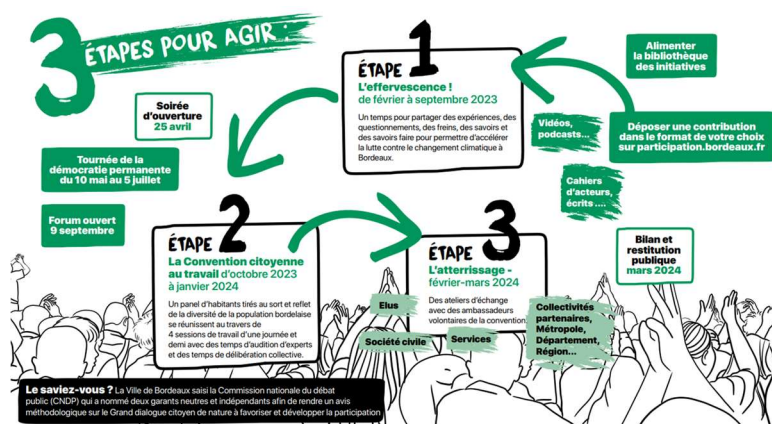 3 ÉTAPES POUR AGIR :
ÉTAPE 1
L'effervescence !
de février à septembre 2023
Un temps pour partager des expériences, des
questionnements, des freins, des savoirs et
des savoirs faire pour permettre d'accélérer
la lutte contre le changement climatique à
Bordeaux.
Alimenter
la bibliothèque
des initiatives
Vidéos,
podcasts...
Déposer une contribution
dans le format de votre choix
sur participation.bordeaux.fr
Cahiers
d'acteurs,
écrits ....
Soirée
d'ouverture
25 avril
Tournée de la
démocratie permanente
du 10 mai au 5 juillet
Forum ouvert
9 septembre
ÉTAPE 2
La Convention citoyenne
au travail d'octobre 2023
à janvier 2024
Un panel d'habitants tirés au sort et reflet
de la diversité de la population bordelaise
se réunissent au travers de
4 sessions de travail d'une journée et
demi avec des temps d'audition d'experts
et des temps de délibération collective.
ÉTAPE 3
L'atterrissage -
février-mars 2024
Des ateliers d'échange
avec des ambassadeurs
volontaires de la convention.
Elus
Société civile
Services
Collectivités
partenaires,
Métropole,
Département,
Région...
Bilan et
restitution
publique
mars 2024
Le saviez-vous ? La Ville de Bordeaux saisi la Commission nationale du débat
public (CNDP) qui a nommé deux garants neutres et indépendants afin de rendre un avis
méthodologique sur le Grand dialogue citoyen de nature à favoriser et développer la participation